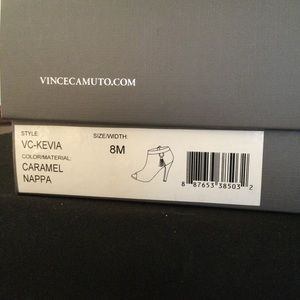 VINCECAMUTO.COM
STYLE:
VC-KEVIA
SIZE/WIDTH:
8M
COLOR/MATERIAL:
CARAMEL
NAPPA
8 87653 38503 2